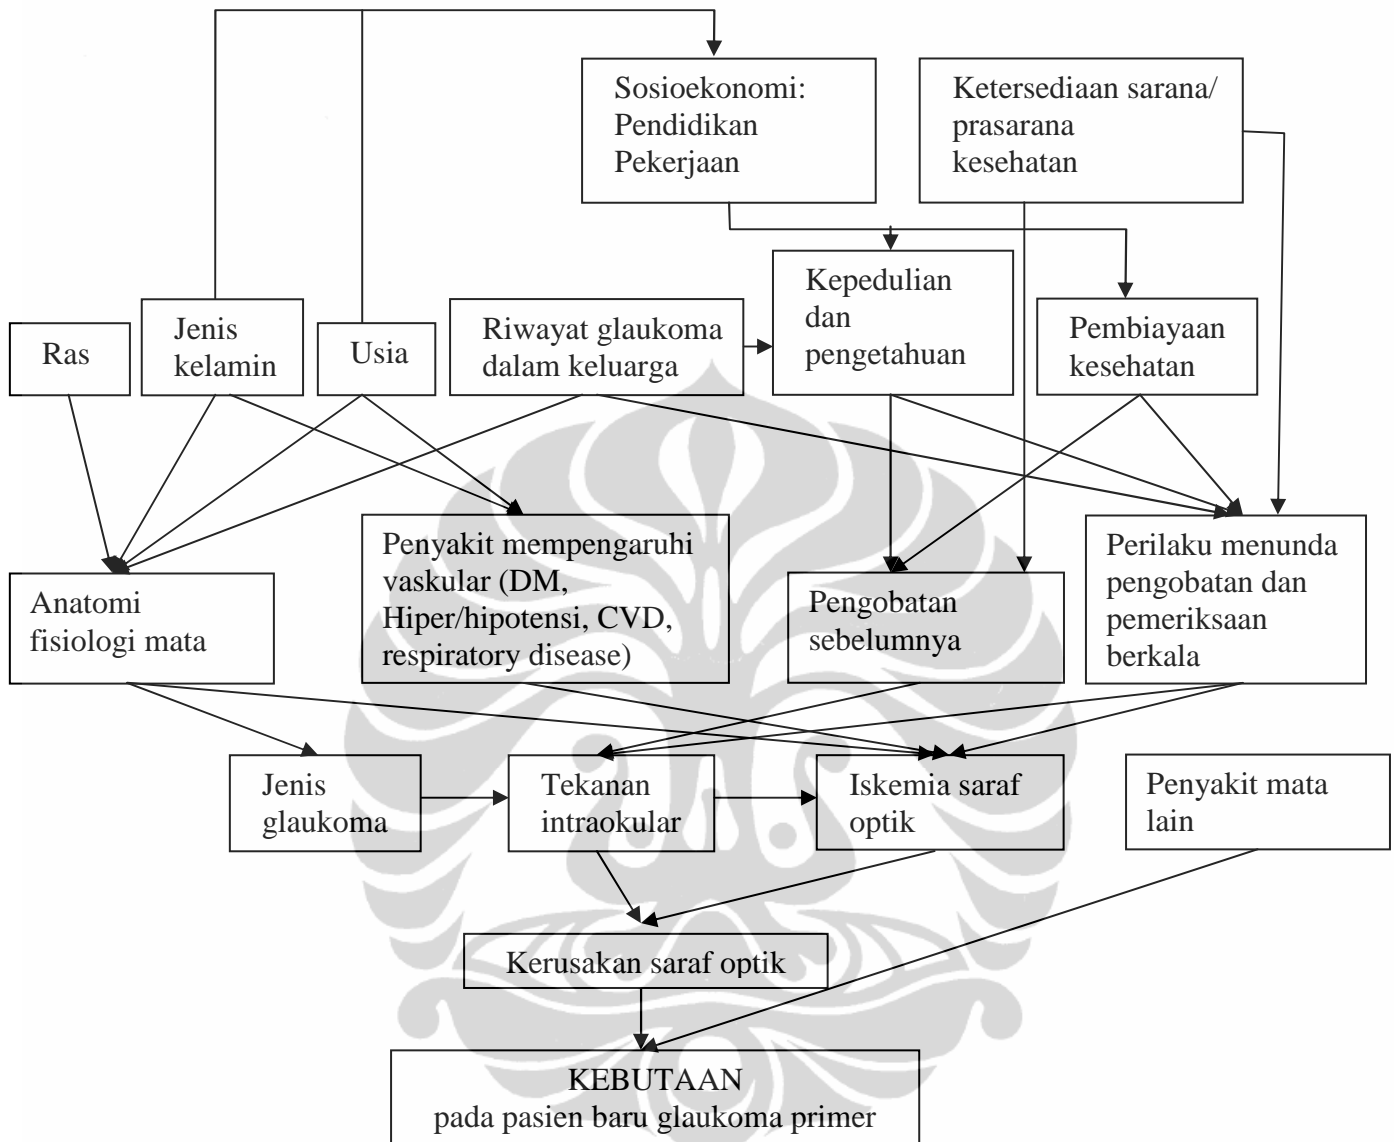 Sosioekonomi:
Pendidikan
Pekerjaan
Ketersediaan sarana/
prasarana
kesehatan
Kepedulian
dan
pengetahuan
Ras
Jenis
kelamin
Usia
Riwayat glaukoma
dalam keluarga
Pembiayaan
kesehatan
Anatomi
fisiologi mata
Penyakit mempengaruhi
vaskular (DM,
Hiper/hipotensi, CVD,
respiratory disease)
Pengobatan
sebelumnya
Perilaku menunda
pengobatan dan
pemeriksaan
berkala
Jenis
glaukoma
Tekanan
intraokular
Iskemia saraf
optik
Penyakit mata
lain
Kerusakan saraf optik
KEBUTAAN
pada pasien baru glaukoma primer